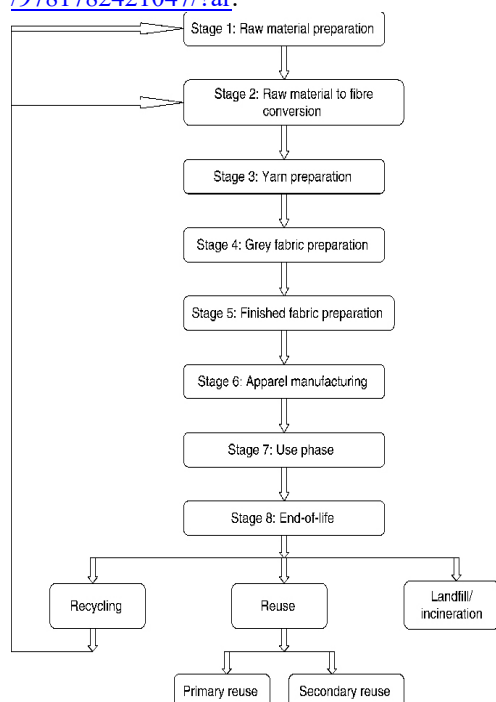 /9781782421047/?ar.
Stage 1: Raw material preparation
Stage 2: Raw material to fibre
conversion
Stage 3: Yarn preparation
Stage 4: Grey fabric preparation
Stage 5: Finished fabric preparation
Stage 6: Apparel manufacturing
Stage 7: Use phase
Stage 8: End-of-life
Recycling
Reuse
Landfill/
incineration
Primary reuse
Secondary reuse